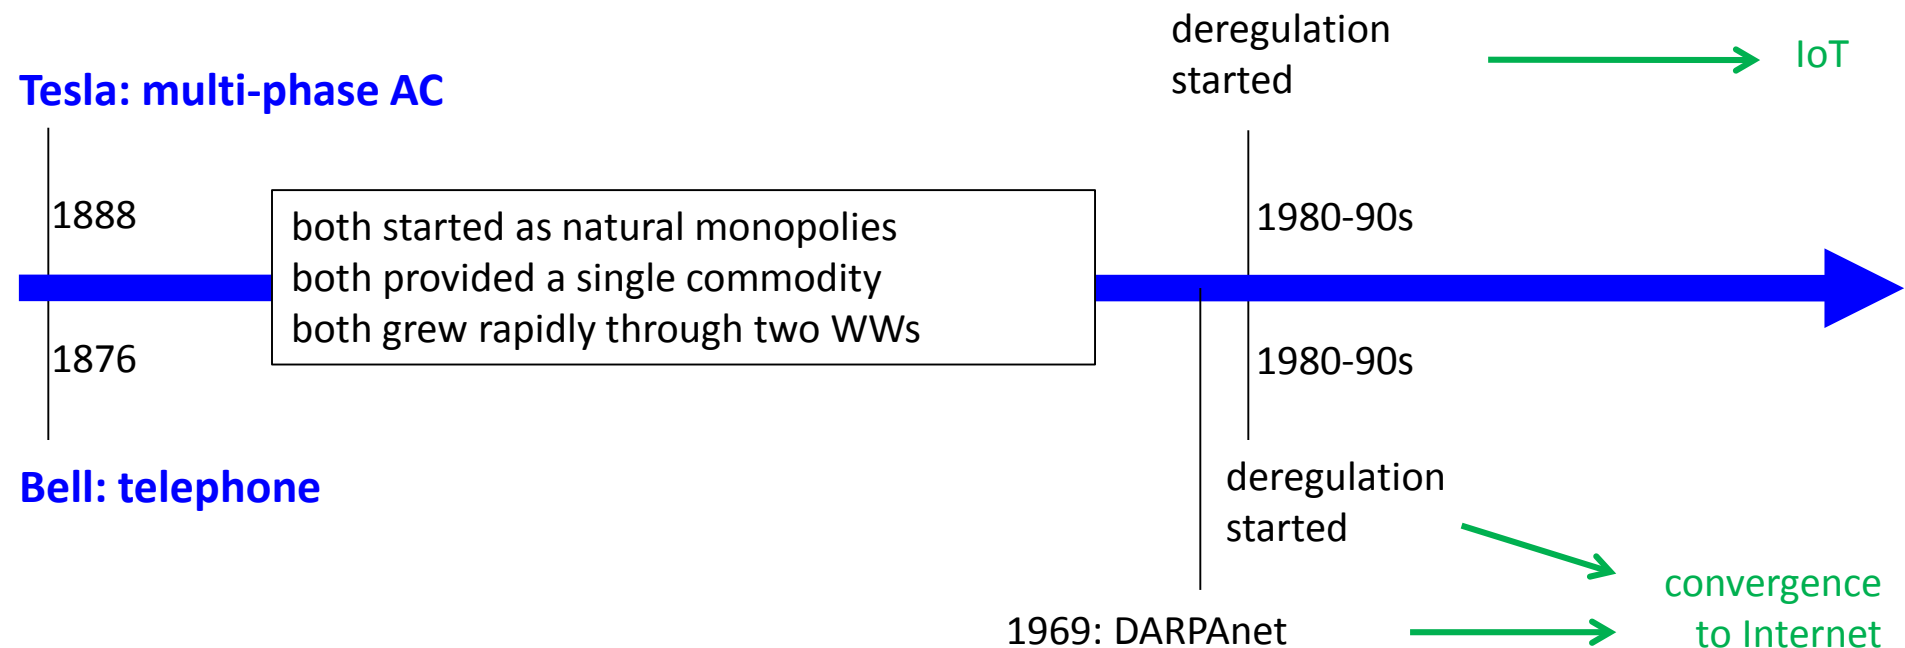 deregulation
started
IoT
Tesla: multi-phase AC
1888
1980-90s
both started as natural monopolies
both provided a single commodity
both grew rapidly through two WWs
1876
1980-90s
Bell: telephone
deregulation
started
convergence
to Internet
1969: DARPAnet